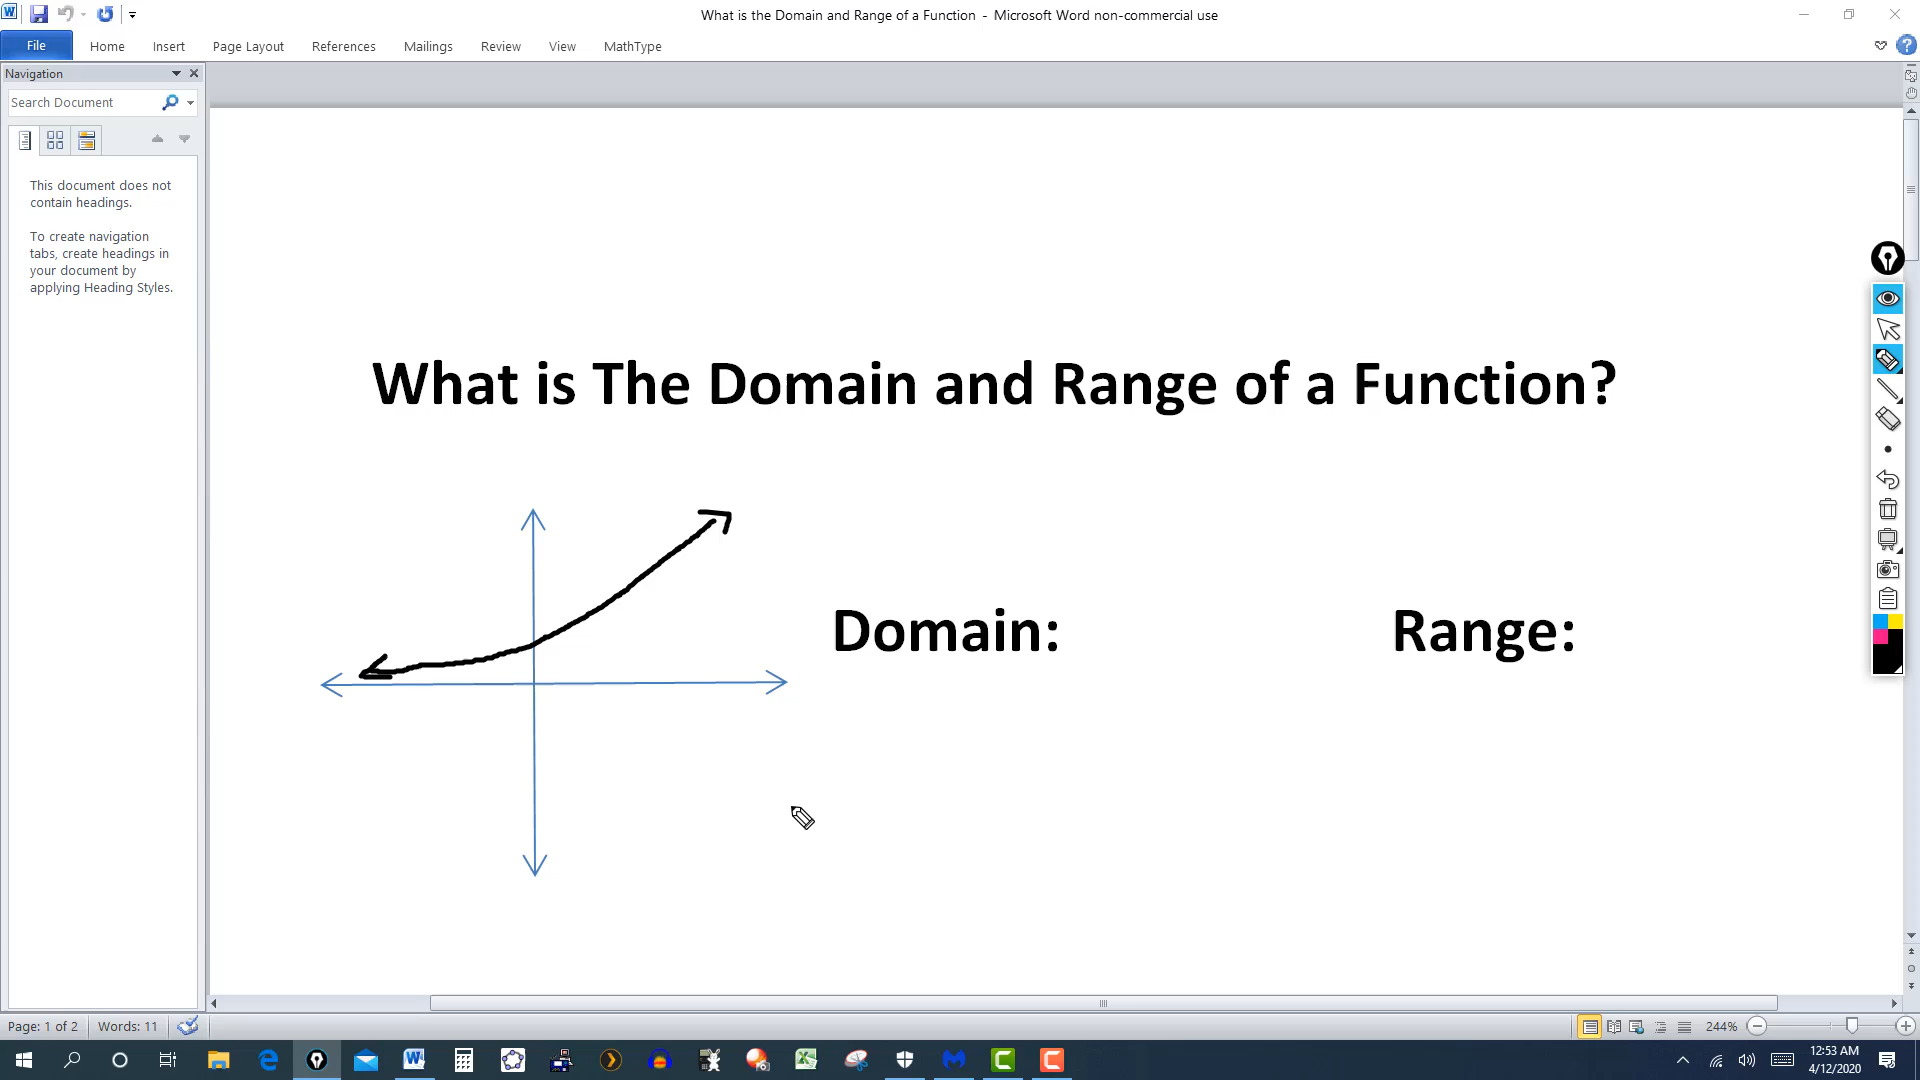 What is the Domain and Range of a Function - Microsoft Word non-commercial use
File Home Insert Page Layout References Mailings Review View MathType
Navigation
Search Document
This document does not
contain headings.
To create navigation
tabs, create headings in
your document by
applying Heading Styles.
What is The Domain and Range of a Function?
Domain: Range:
Page: 1 of 2 Words: 11 244%
12:53 AM
4/12/2020